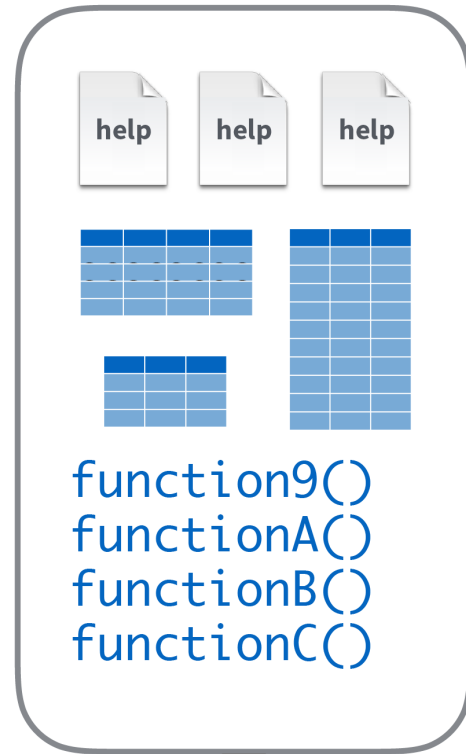 help help help
function9()
functionA()
functionB()
functionC()